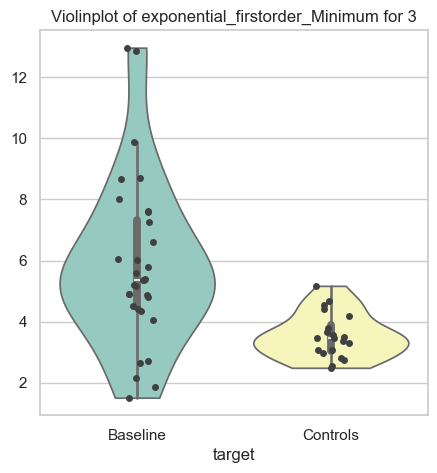 Violinplot of exponential_firstorder_Minimum for 3
12
10
8
6
4
2
Baseline
Controls
target